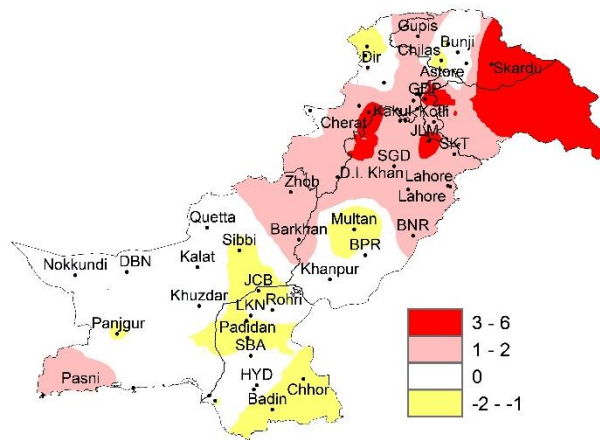 Gupis
Bunji
Dir
Chilas
Astore
Skardu
GDP
Cherat
Kakul
Kotli
JLM
SKT
SGD
D.I. Khan
Zhob
Lahore
Lahore
Quetta
Multan
Barkhan
BNR
Sibbi
BPR
Nokkundi
DBN
Kalat
Khanpur
JCB
Khuzdar
LKN
Rohri
Panjgur
Padidan
SBA
Pasni
HYD
Chhor
Badin
3 - 6
1 - 2
0
-2 - -1